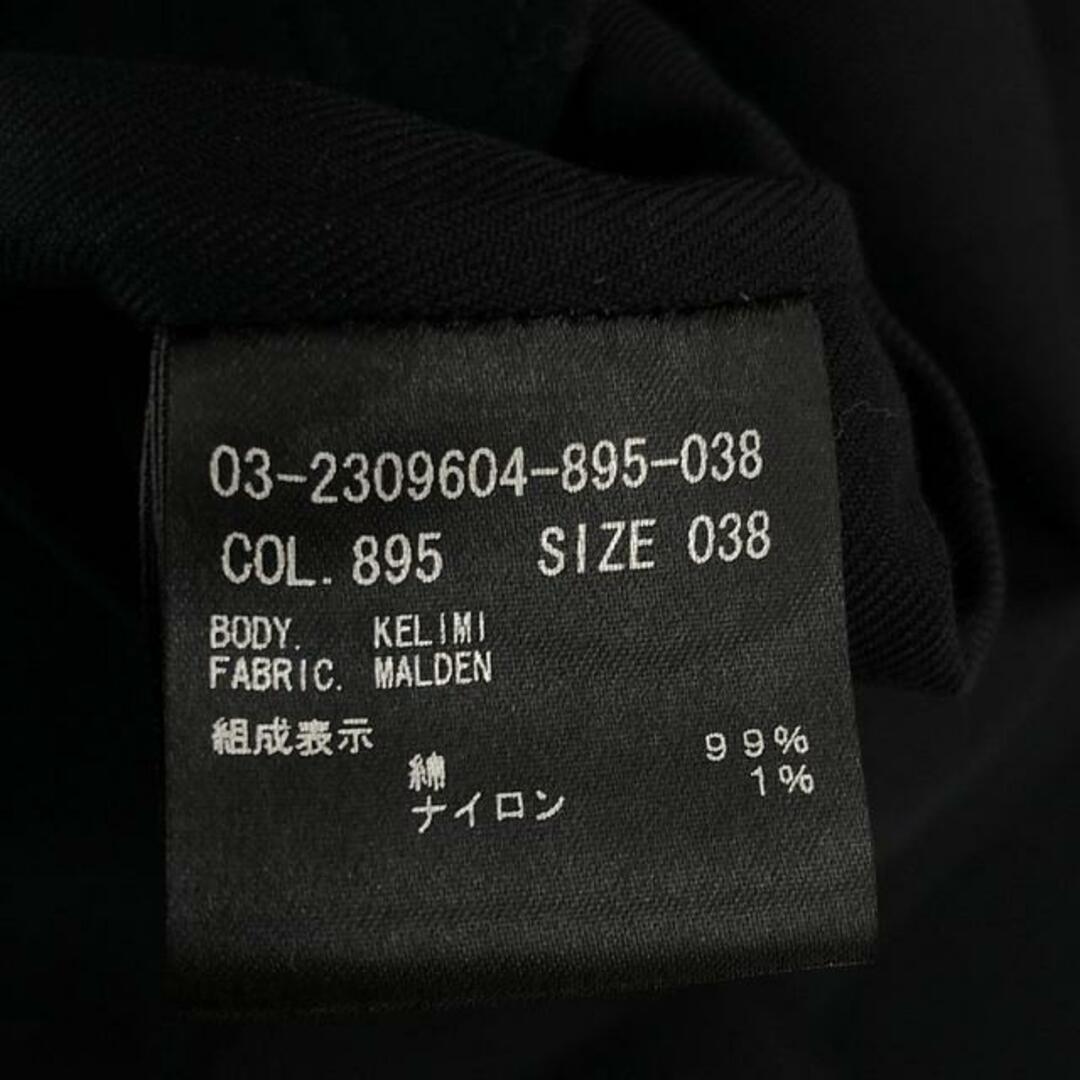 03-2309604-895-038
COL. 895 SIZE 038
BODY. KELIMI
FABRIC. MALDEN
組成表示
綿 99%
ナイロン 1%